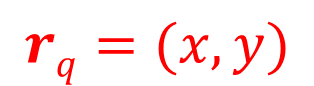 𝒓_q = (x, y)